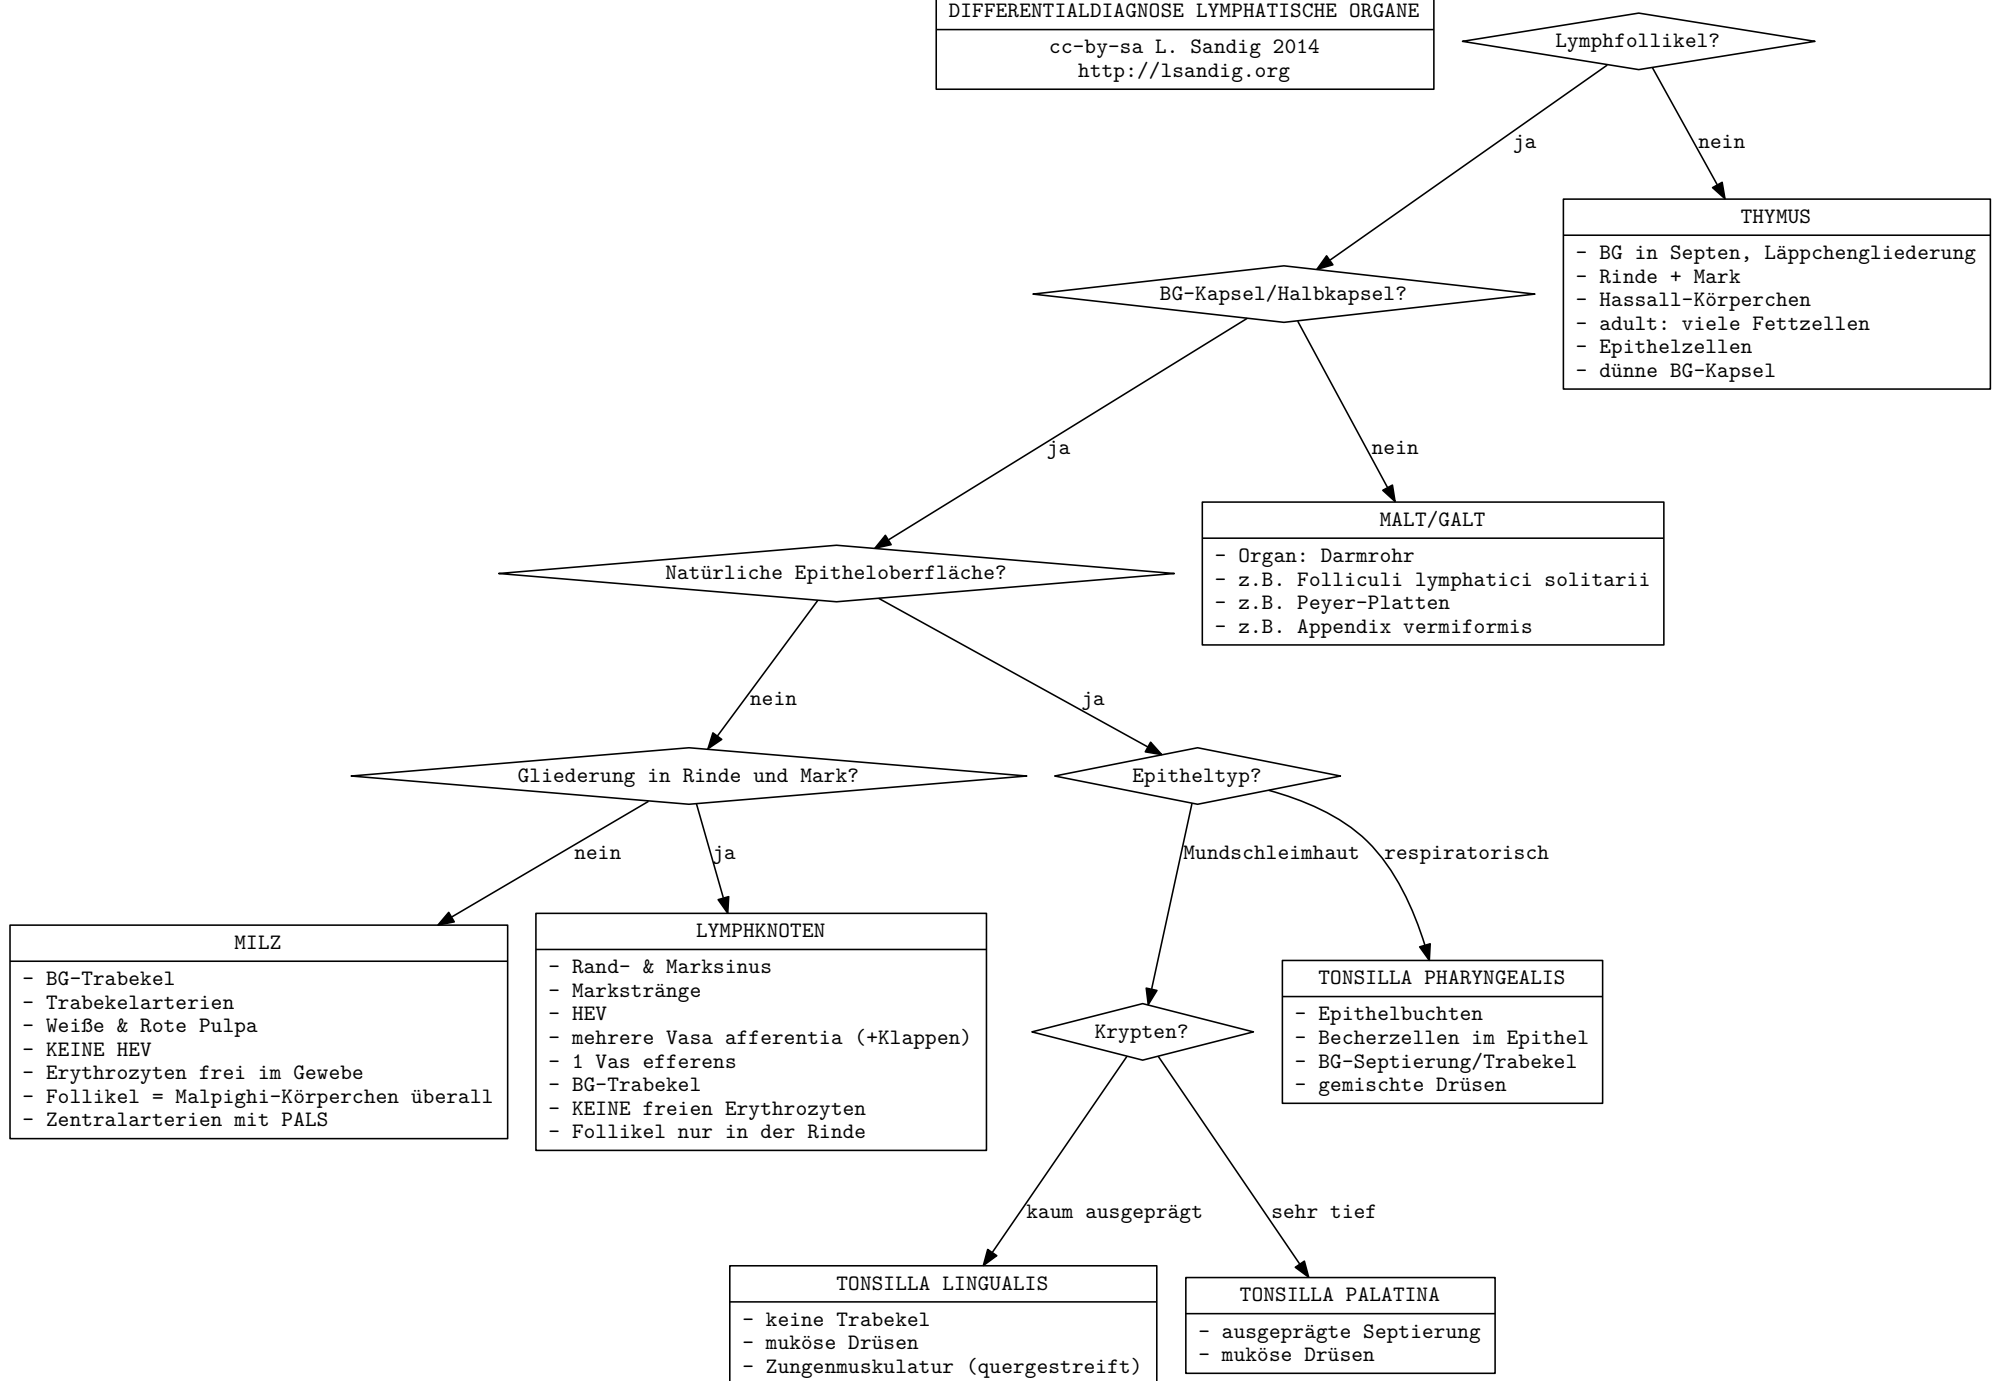 DIFFERENTIALDIAGNOSE LYMPHATISCHE ORGANE
cc-by-sa L. Sandig 2014
http://lsandig.org
Lymphfollikel?
ja
nein
THYMUS
- BG in Septen, Läppchengliederung
- Rinde + Mark
- Hassall-Körperchen
- adult: viele Fettzellen
- Epithelzellen
- dünne BG-Kapsel
BG-Kapsel/Halbkapsel?
ja
nein
MALT/GALT
- Organ: Darmrohr
- z.B. Folliculi lymphatici solitarii
- z.B. Peyer-Platten
- z.B. Appendix vermiformis
Natürliche Epitheloberfläche?
nein
ja
Gliederung in Rinde und Mark?
Epitheltyp?
nein
ja
Mundschleimhaut
respiratorisch
MILZ
- BG-Trabekel
- Trabekelarterien
- Weiße & Rote Pulpa
- KEINE HEV
- Erythrozyten frei im Gewebe
- Follikel = Malpighi-Körperchen überall
- Zentralarterien mit PALS
LYMPHKNOTEN
- Rand- & Marksinus
- Markstränge
- HEV
- mehrere Vasa afferentia (+Klappen)
- 1 Vas efferens
- BG-Trabekel
- KEINE freien Erythrozyten
- Follikel nur in der Rinde
Krypten?
TONSILLA PHARYNGEALIS
- Epithelbuchten
- Becherzellen im Epithel
- BG-Septierung/Trabekel
- gemischte Drüsen
kaum ausgeprägt
sehr tief
TONSILLA LINGUALIS
- keine Trabekel
- muköse Drüsen
- Zungenmuskulatur (quergestreift)
TONSILLA PALATINA
- ausgeprägte Septierung
- muköse Drüsen